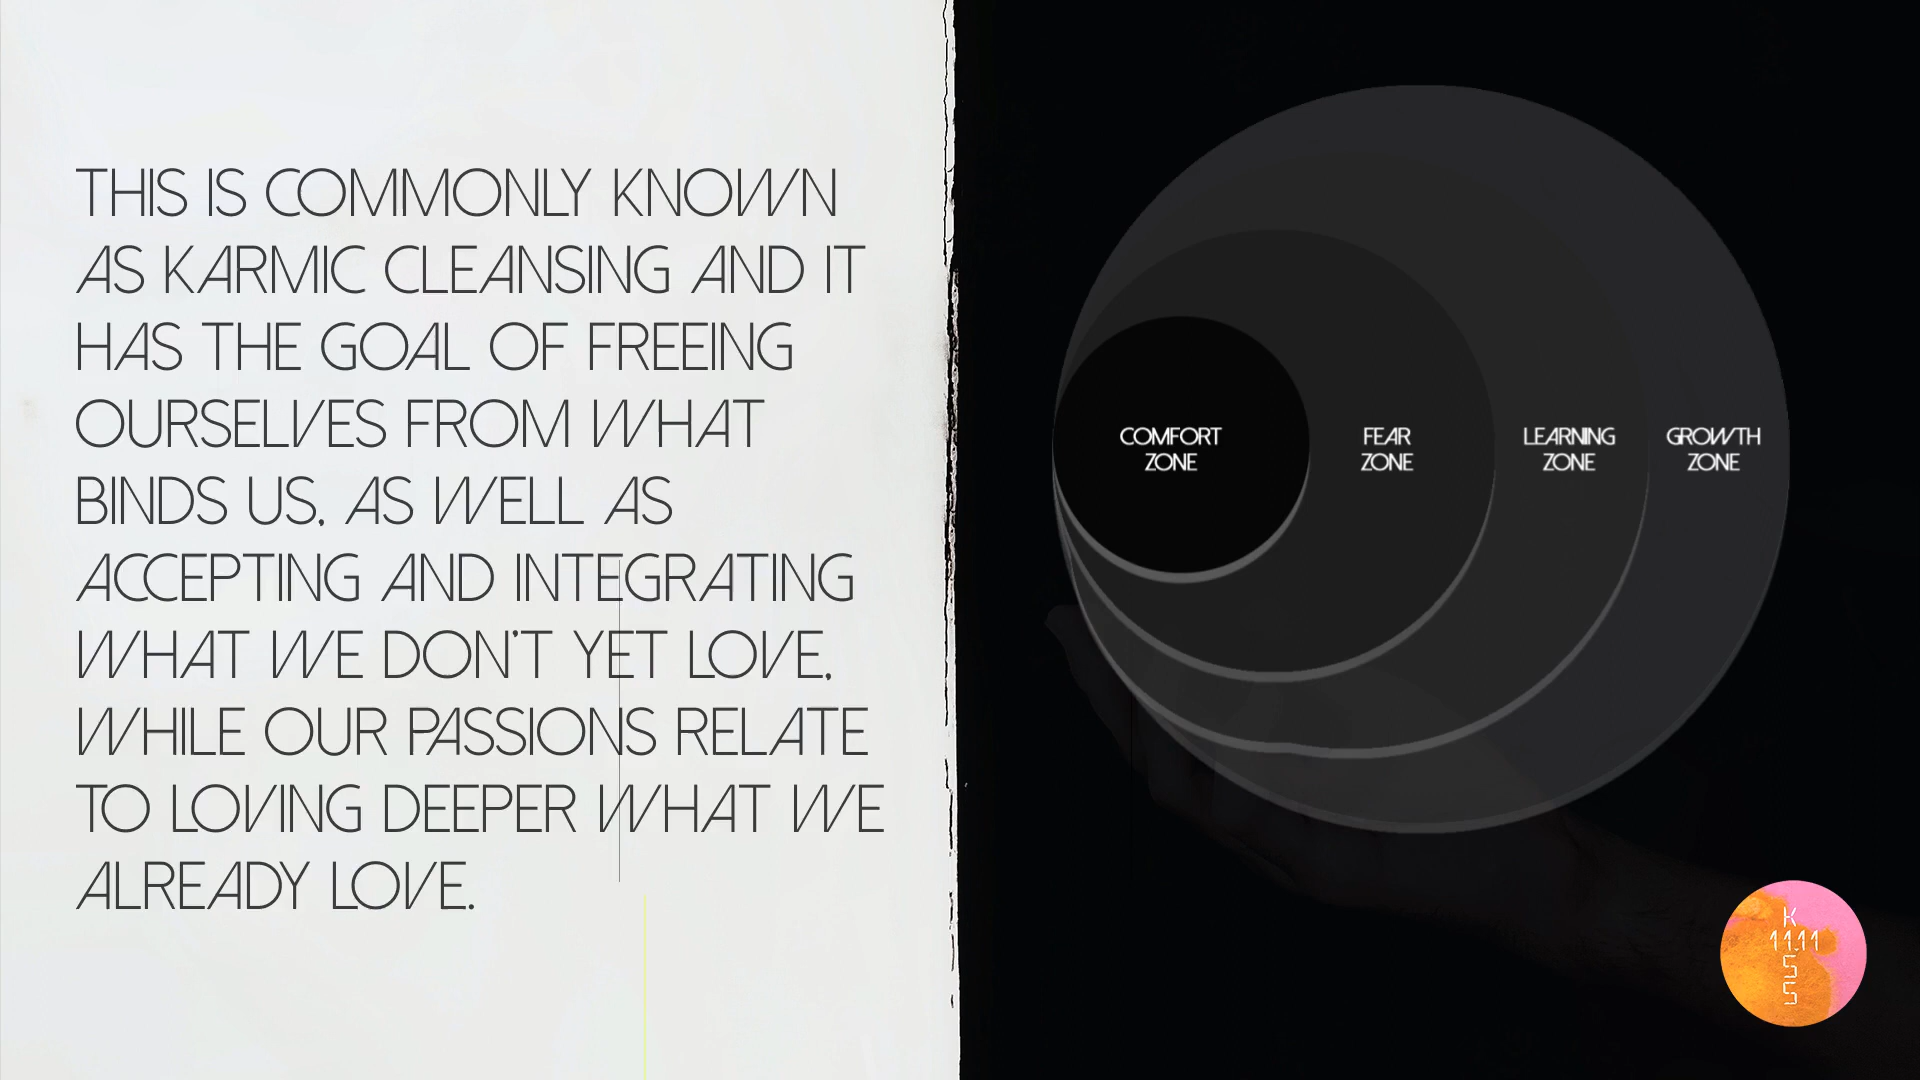 THIS IS COMMONLY KNOWN
AS KARMIC CLEANSING AND IT
HAS THE GOAL OF FREEING
OURSELVES FROM WHAT
BINDS US, AS WELL AS
ACCEPTING AND INTEGRATING
WHAT WE DON'T YET LOVE,
WHILE OUR PASSIONS RELATE
TO LOVING DEEPER WHAT WE
ALREADY LOVE.
COMFORT
ZONE
FEAR
ZONE
LEARNING
ZONE
GROWTH
ZONE
K
11:11
S
S